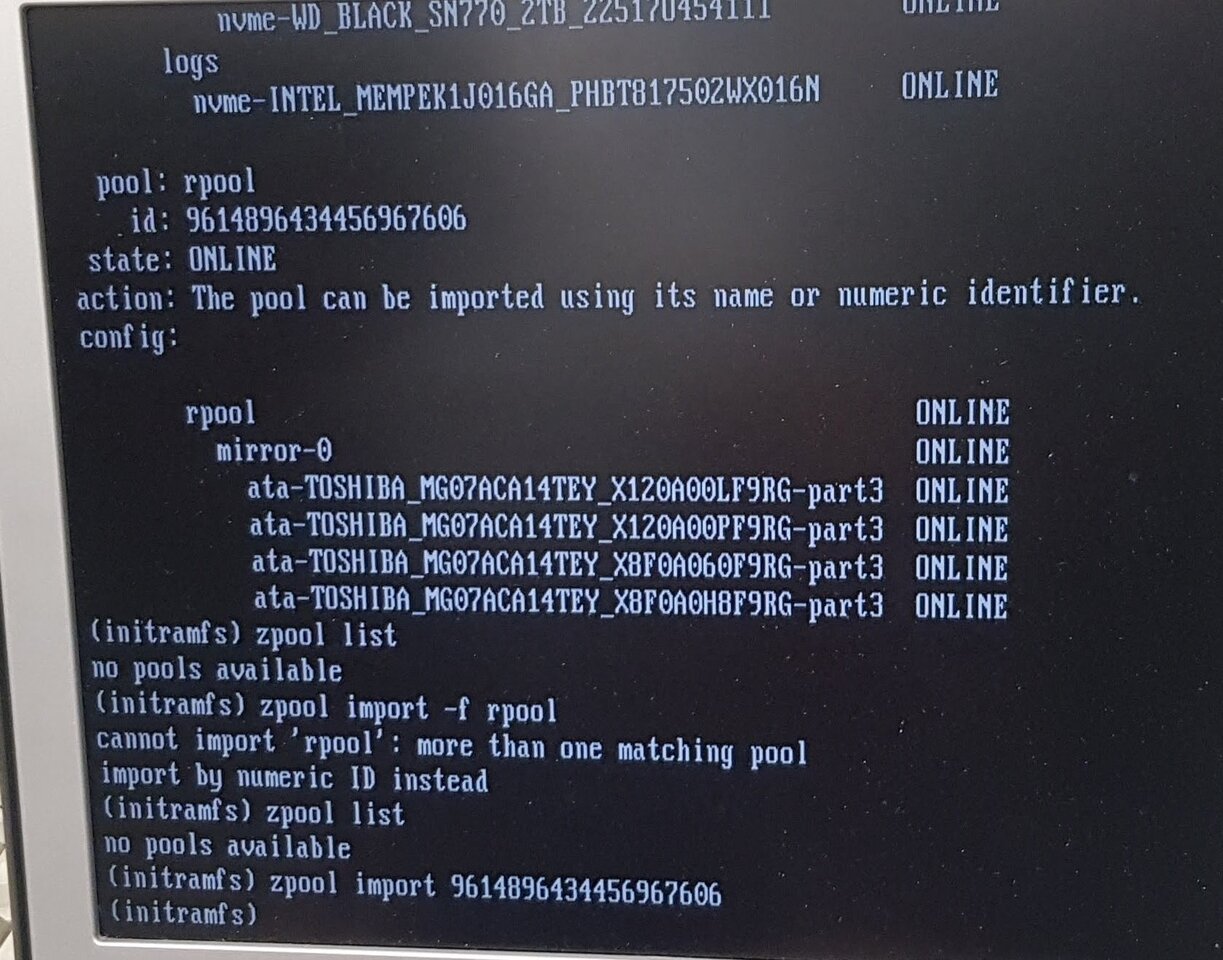 nvme-WD_BLACK_SN770_2TB_225170454111 ONLINE
logs
nvme-INTEL_MEMPEK1J016GA_PHBT817502WX016N ONLINE
pool: rpool
id: 9614896434456967606
state: ONLINE
action: The pool can be imported using its name or numeric identifier.
config:
rpool ONLINE
mirror-0 ONLINE
ata-TOSHIBA_MG07ACA14TEY_X120A00LF9RG-part3 ONLINE
ata-TOSHIBA_MG07ACA14TEY_X120A00PF9RG-part3 ONLINE
ata-TOSHIBA_MG07ACA14TEY_X8F0A060F9RG-part3 ONLINE
ata-TOSHIBA_MG07ACA14TEY_X8F0A0H8F9RG-part3 ONLINE
(initramfs) zpool list
no pools available
(initramfs) zpool import -f rpool
cannot import 'rpool': more than one matching pool
import by numeric ID instead
(initramfs) zpool list
no pools available
(initramfs) zpool import 9614896434456967606
(initramfs)